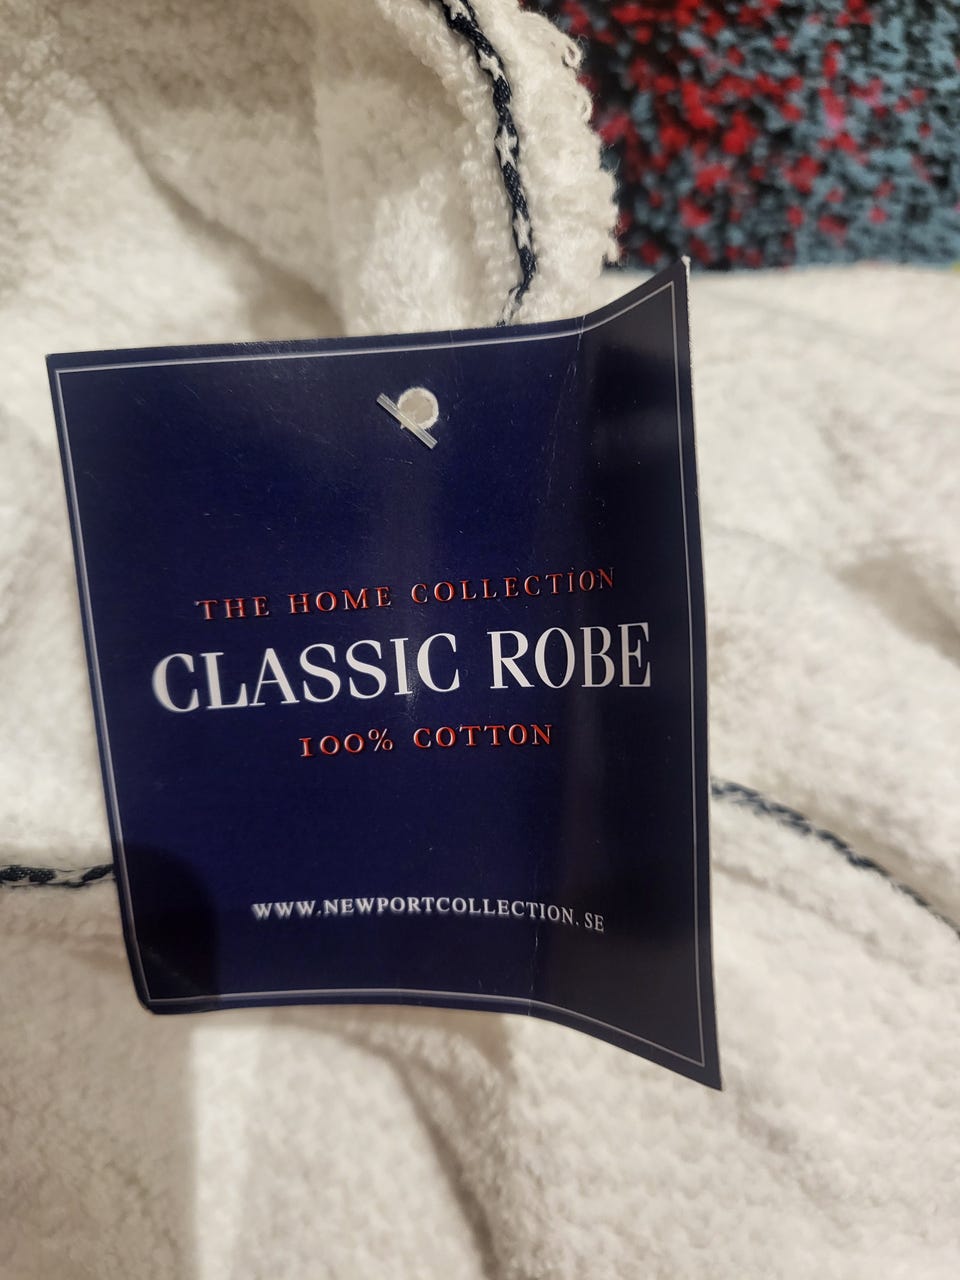 THE HOME COLLECTION
CLASSIC ROBE
100% COTTON
WWW.NEWPORTCOLLECTION.SE